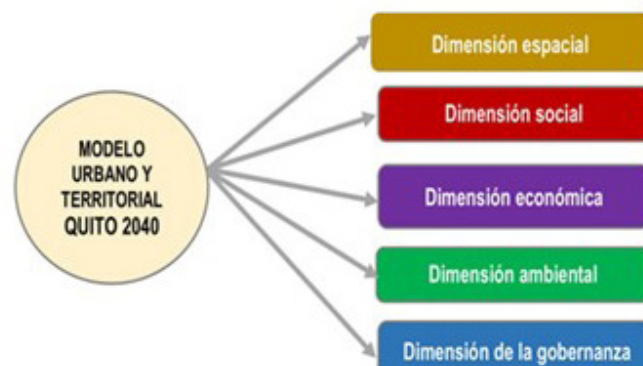 MODELO
URBANO Y
TERRITORIAL
QUITO 2040
Dimensión espacial
Dimensión social
Dimensión económica
Dimensión ambiental
Dimensión de la gobernanza